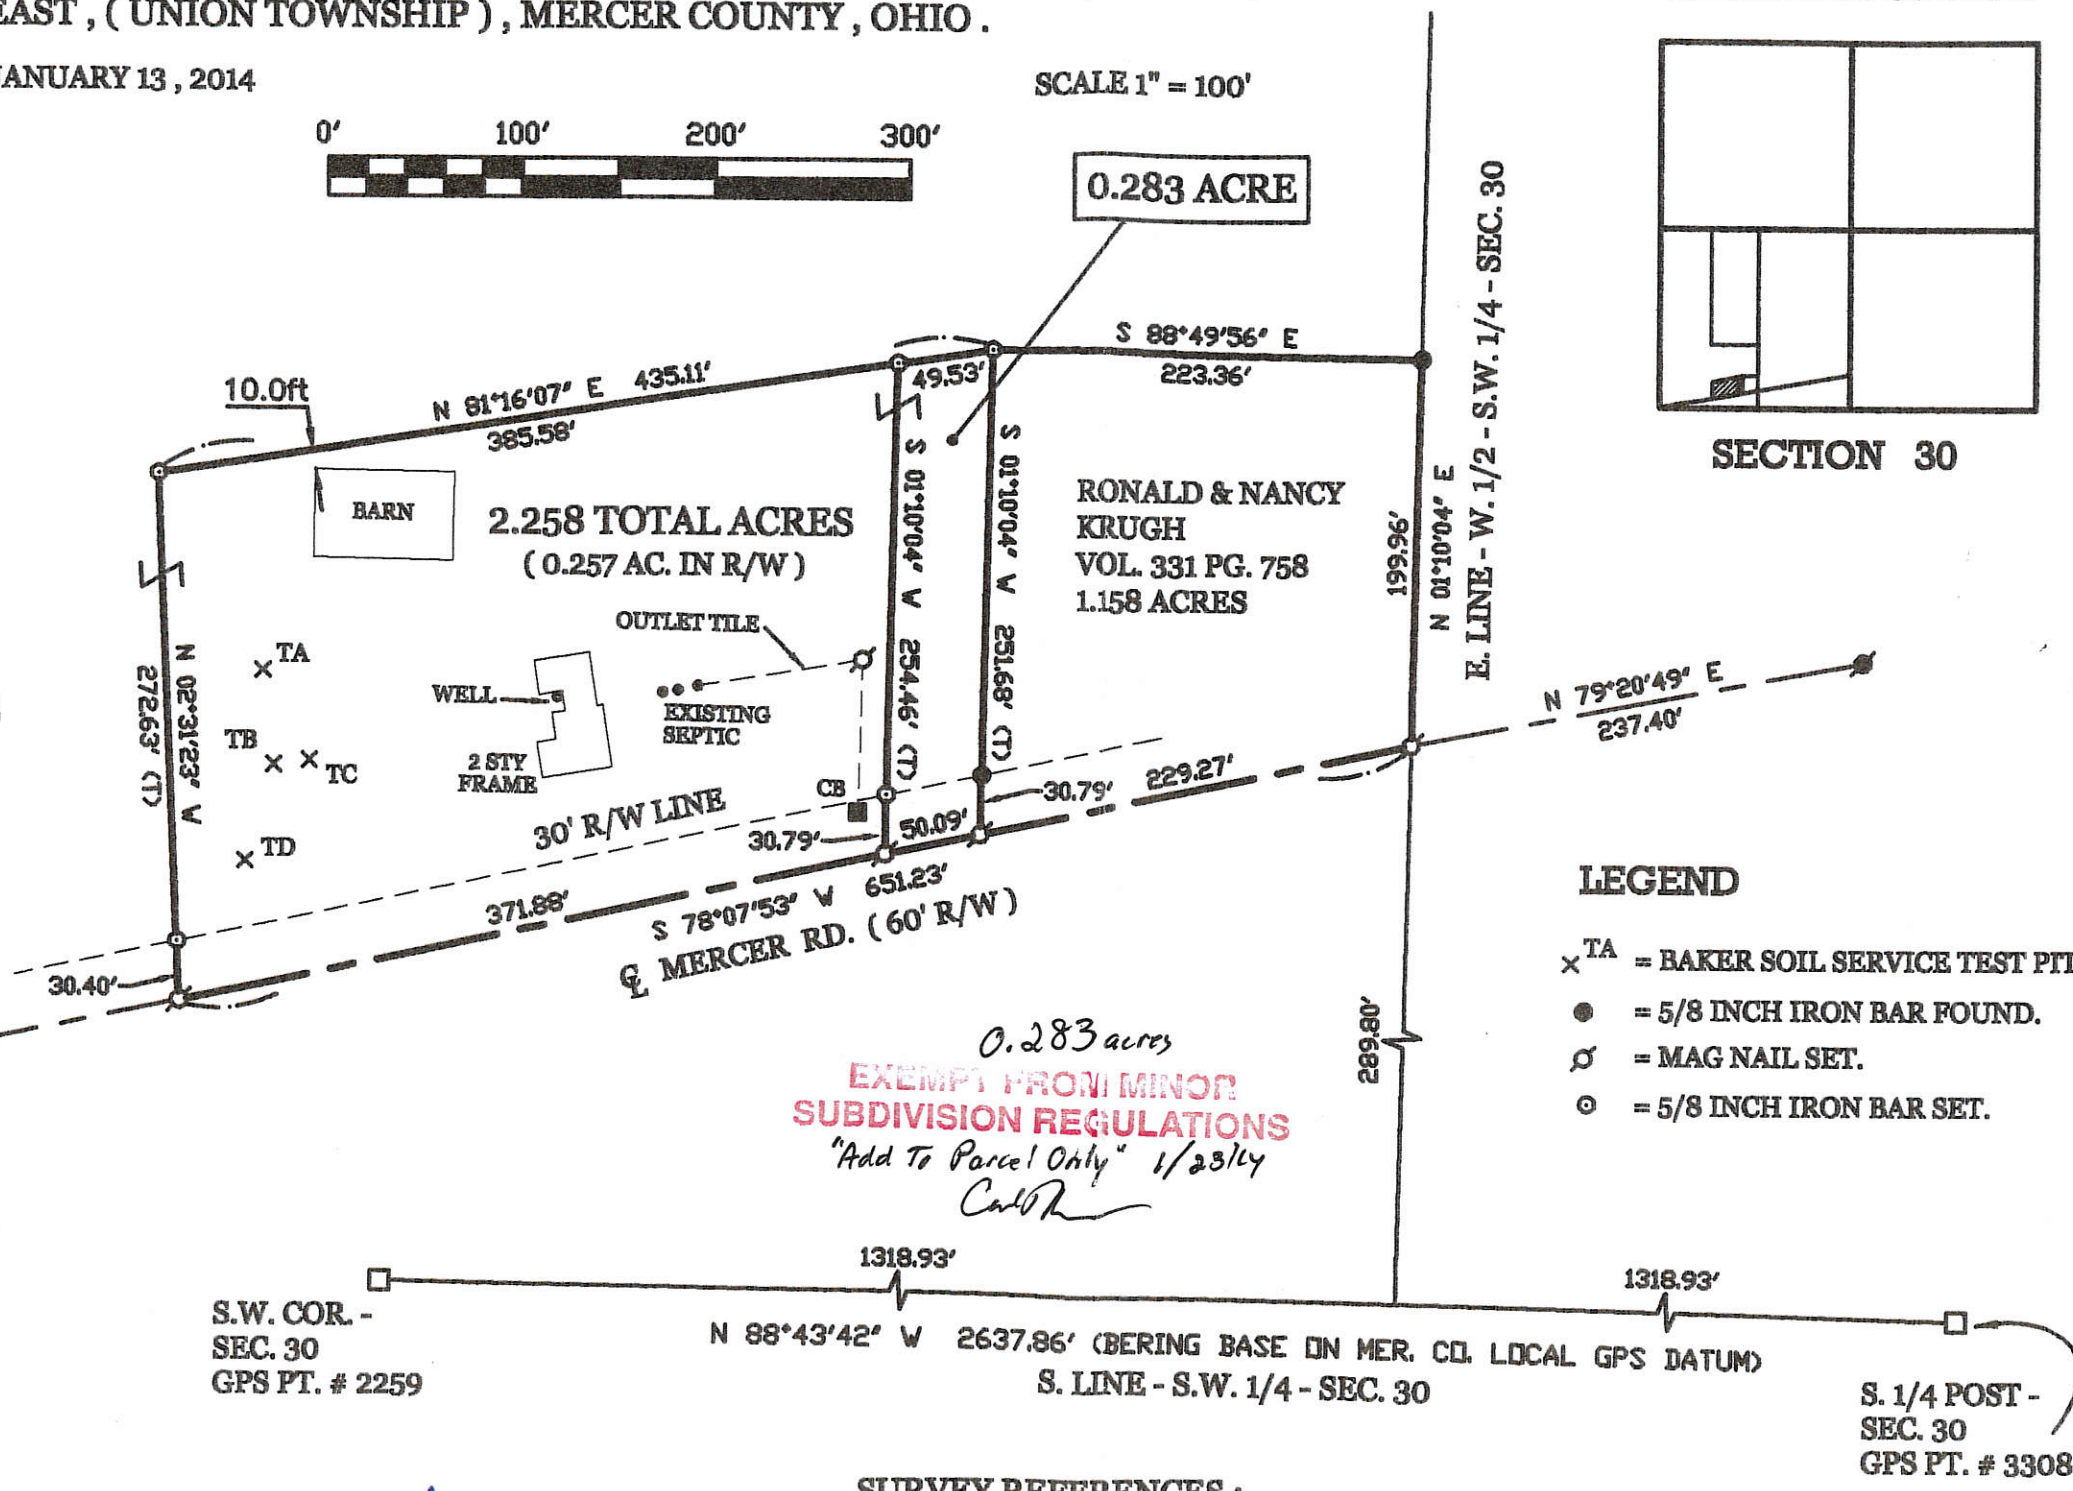 EAST , ( UNION TOWNSHIP ) , MERCER COUNTY , OHIO .
JANUARY 13 , 2014
SCALE 1" = 100'
0' 100' 200' 300'
0.283 ACRE
SECTION 30
E. LINE - W. 1/2 - S.W. 1/4 - SEC. 30
N 01°10'04" E
199.96'
S 88°49'56" E
223.36'
49.53'
N 81°16'07" E 435.11'
385.58'
10.0ft
BARN
2.258 TOTAL ACRES
( 0.257 AC. IN R/W )
S 01°10'04" W 254.46' (T)
S 01°10'04" W 251.68' (T)
RONALD & NANCY
KRUGH
VOL. 331 PG. 758
1.158 ACRES
OUTLET TILE
WELL
EXISTING
SEPTIC
2 STY
FRAME
TA
TB
TC
TD
N 02°31'23" W
272.63' (T)
CB
30' R/W LINE
30.79'
50.09'
30.79'
229.27'
N 79°20'49" E
237.40'
371.88'
S 78°07'53" W 651.23'
℄ MERCER RD. ( 60' R/W )
30.40'
289.80'
LEGEND
TA = BAKER SOIL SERVICE TEST PIT
= 5/8 INCH IRON BAR FOUND.
= MAG NAIL SET.
= 5/8 INCH IRON BAR SET.
0.283 acres
EXEMPT FROM MINOR
SUBDIVISION REGULATIONS
"Add To Parcel Only" 1/23/14
1318.93'
1318.93'
S.W. COR. -
SEC. 30
GPS PT. # 2259
N 88°43'42" W 2637.86' (BERING BASE ON MER. CO. LOCAL GPS DATUM)
S. LINE - S.W. 1/4 - SEC. 30
S. 1/4 POST -
SEC. 30
GPS PT. # 3308
SURVEY REFERENCES :